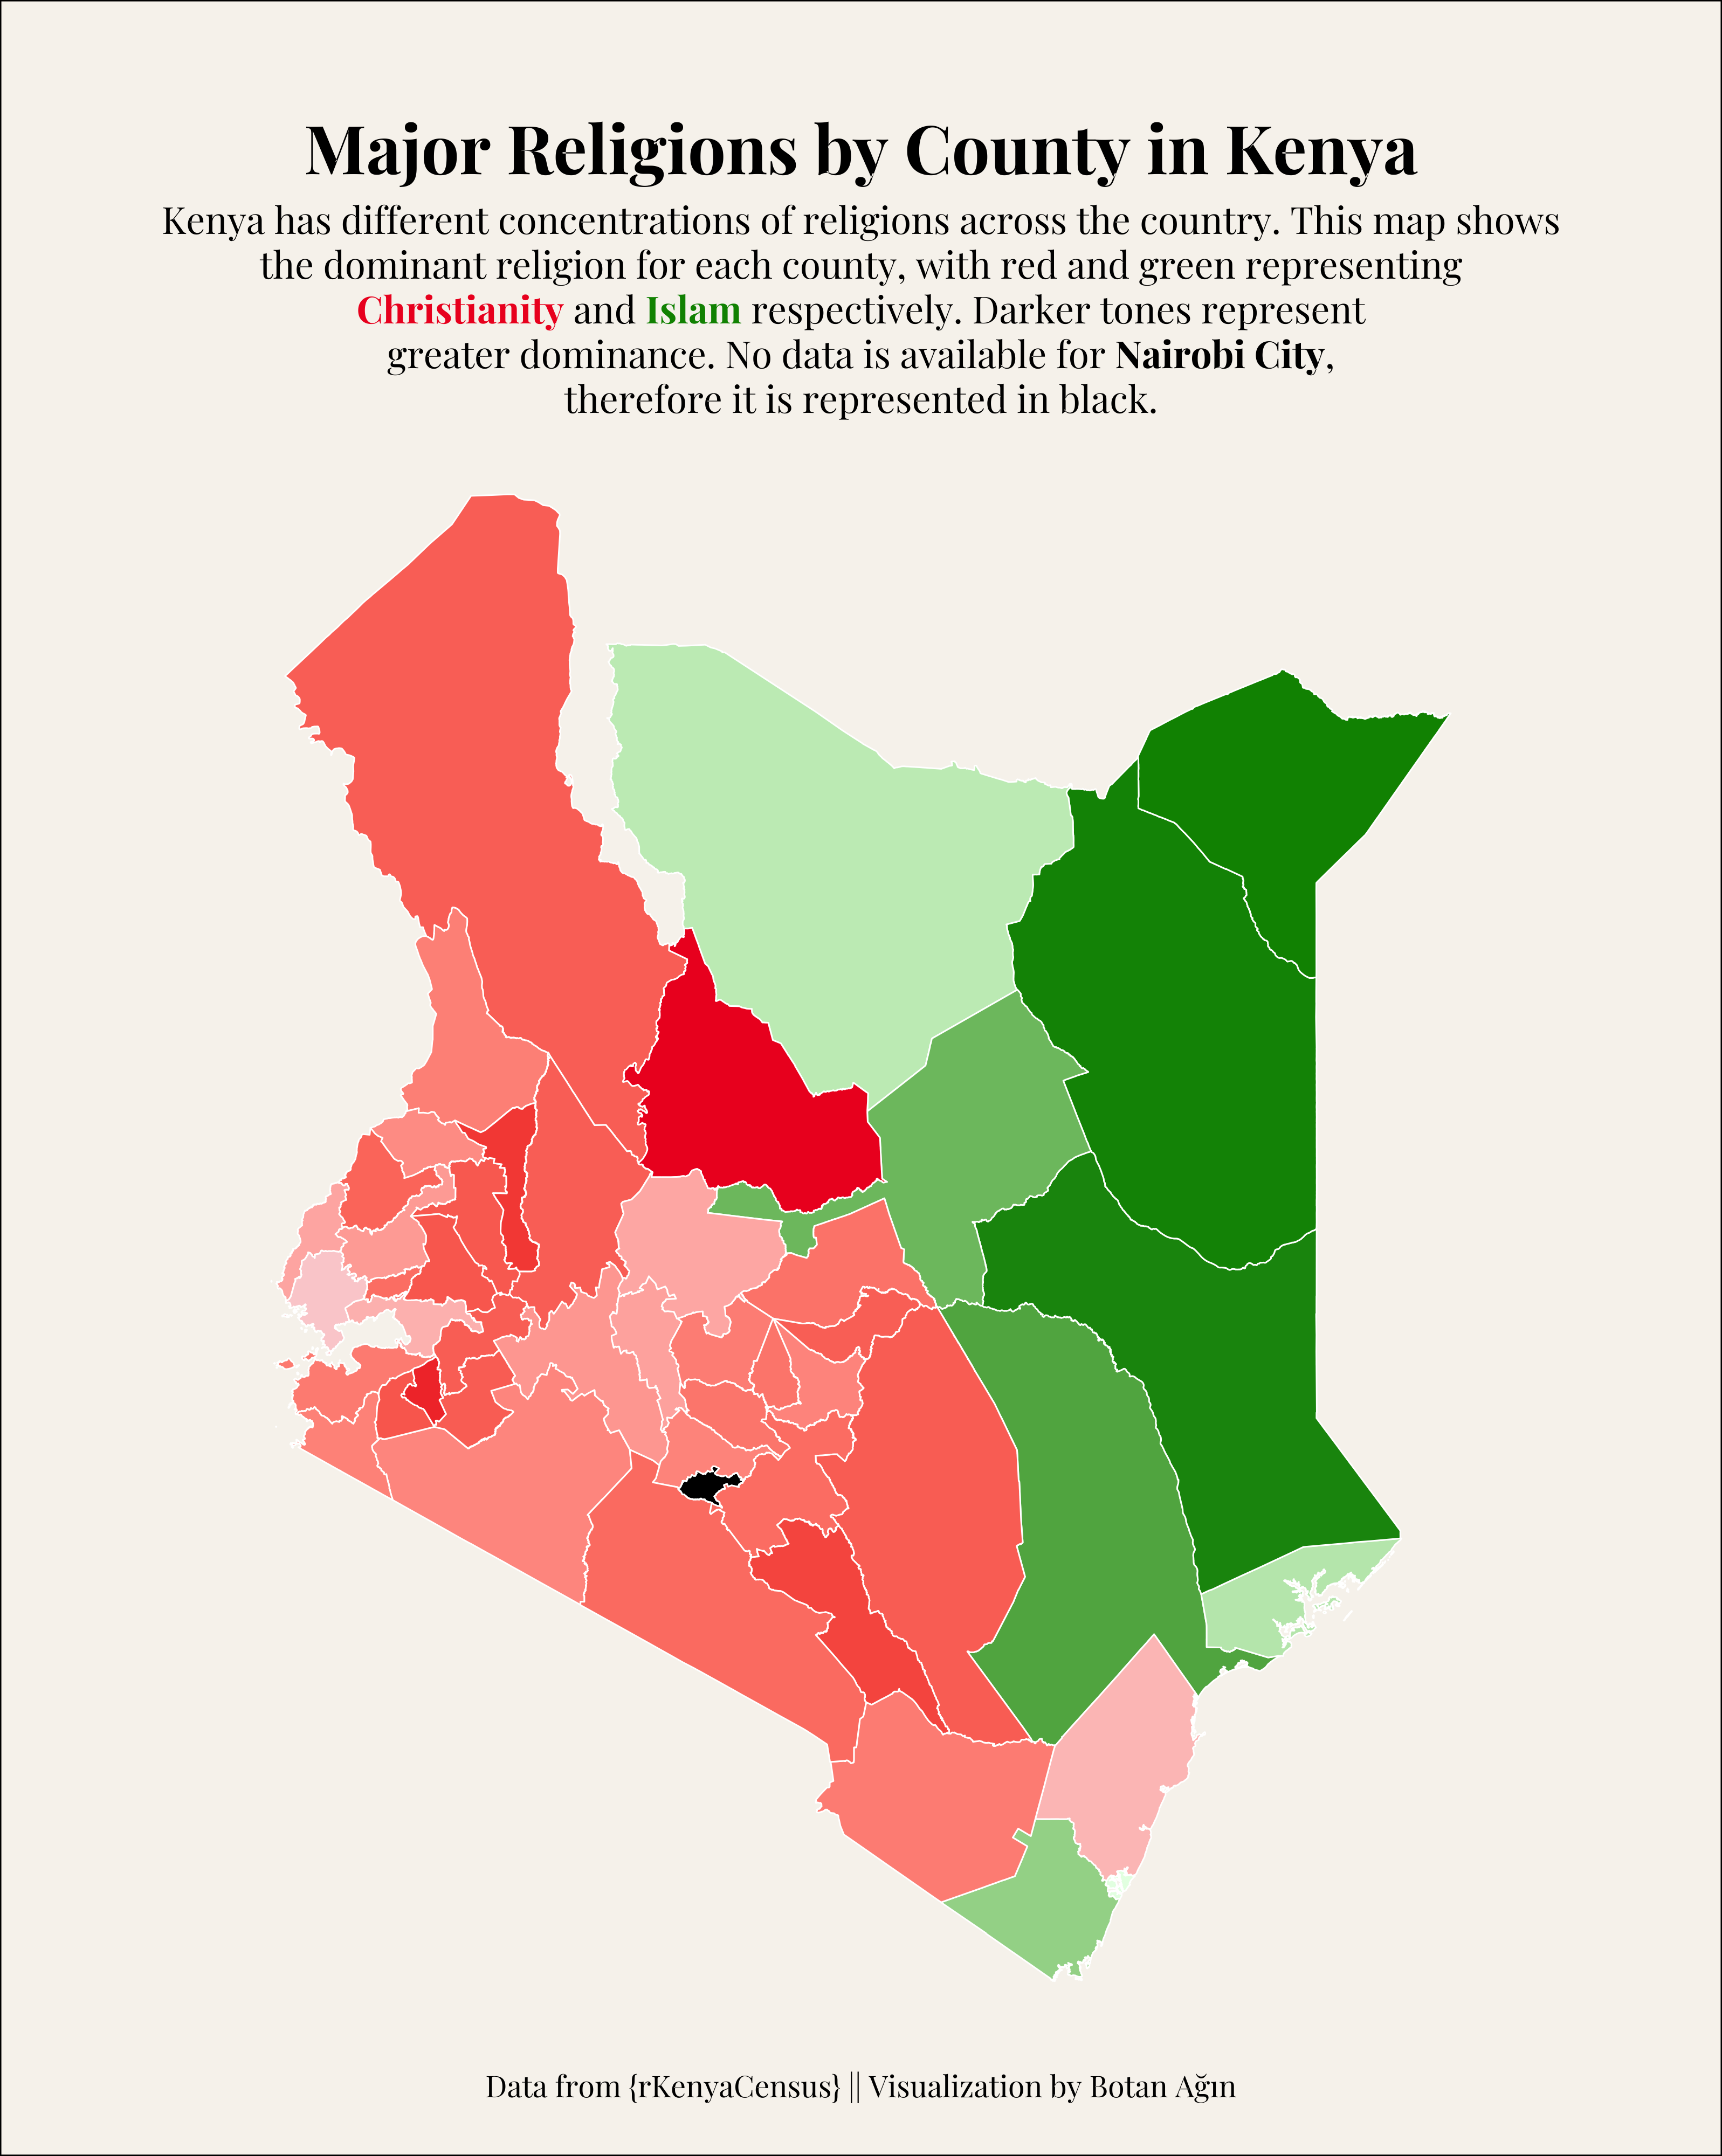 Major Religions by County in Kenya
Kenya has different concentrations of religions across the country. This map shows
the dominant religion for each county, with red and green representing
Christianity and Islam respectively. Darker tones represent
greater dominance. No data is available for Nairobi City,
therefore it is represented in black.
Data from {rKenyaCensus} || Visualization by Botan Ağın